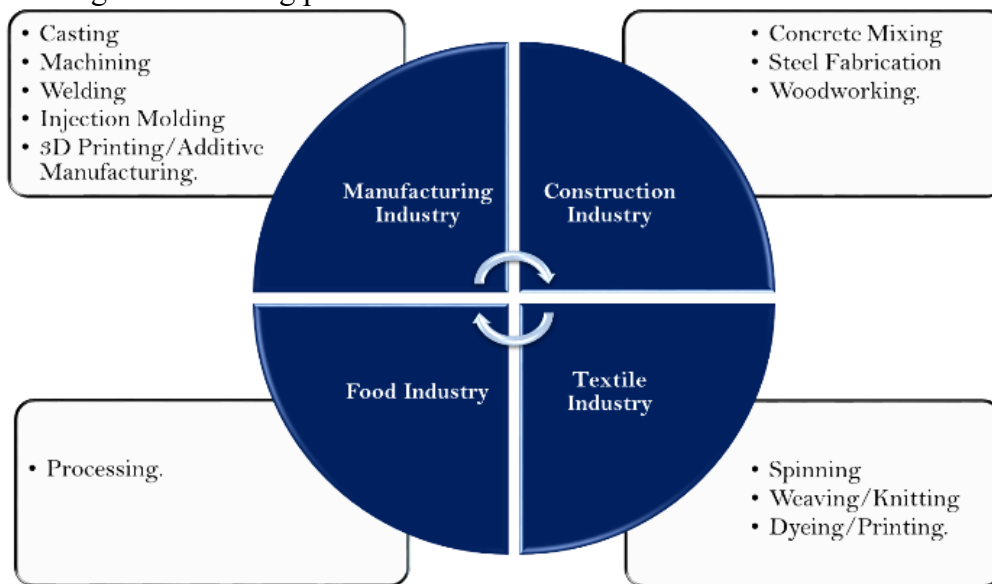 • Casting
• Machining
• Welding
• Injection Molding
• 3D Printing/Additive
Manufacturing.
• Concrete Mixing
• Steel Fabrication
• Woodworking.
Manufacturing
Industry
Construction
Industry
Food Industry
Textile
Industry
• Processing.
• Spinning
• Weaving/Knitting
• Dyeing/Printing.